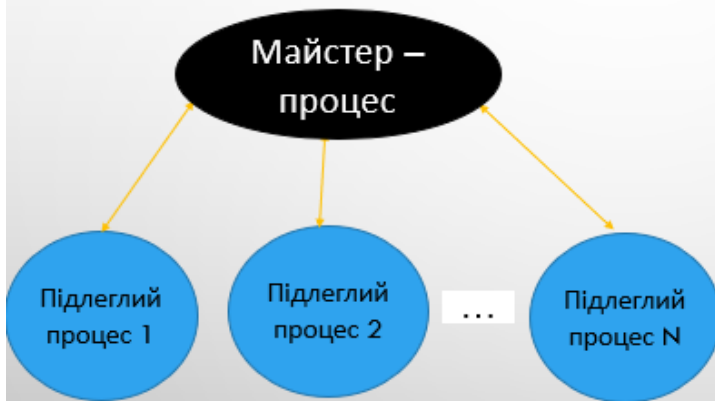 Майстер –
процес
Підлеглий
процес 1
Підлеглий
процес 2
...
Підлеглий
процес N